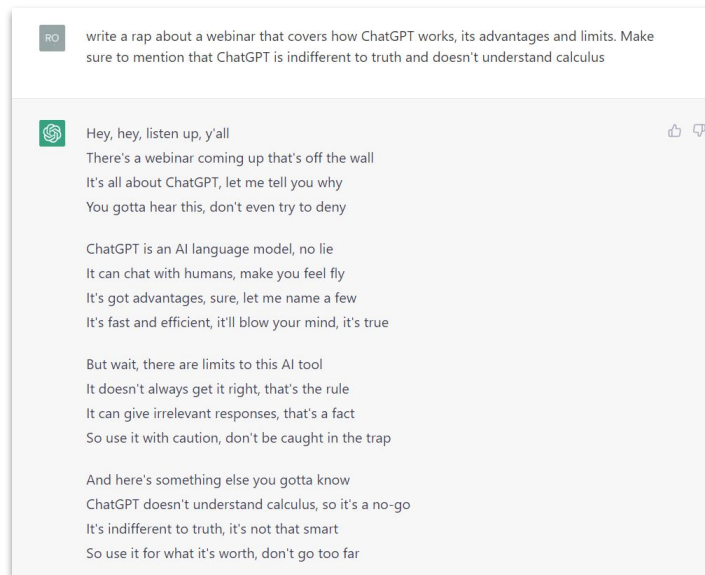 RO
write a rap about a webinar that covers how ChatGPT works, its advantages and limits. Make
sure to mention that ChatGPT is indifferent to truth and doesn't understand calculus
Hey, hey, listen up, y'all
There's a webinar coming up that's off the wall
It's all about ChatGPT, let me tell you why
You gotta hear this, don't even try to deny
ChatGPT is an AI language model, no lie
It can chat with humans, make you feel fly
It's got advantages, sure, let me name a few
It's fast and efficient, it'll blow your mind, it's true
But wait, there are limits to this AI tool
It doesn't always get it right, that's the rule
It can give irrelevant responses, that's a fact
So use it with caution, don't be caught in the trap
And here's something else you gotta know
ChatGPT doesn't understand calculus, so it's a no-go
It's indifferent to truth, it's not that smart
So use it for what it's worth, don't go too far